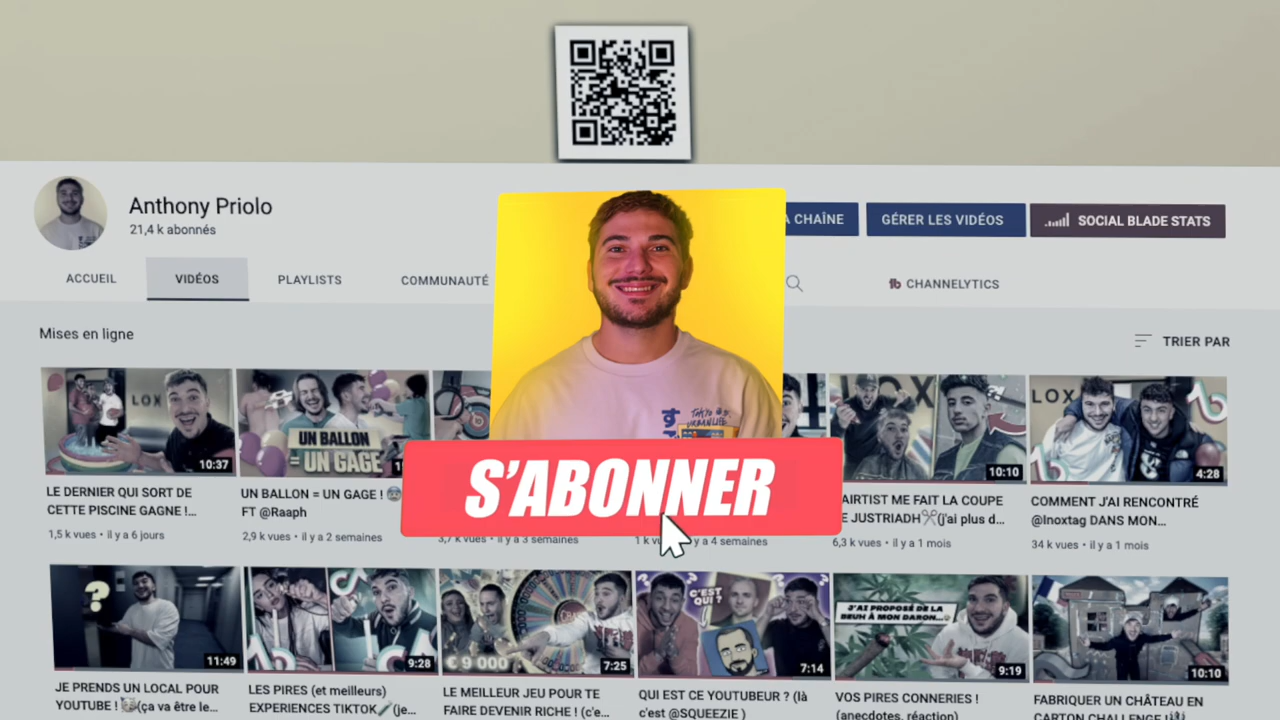 Anthony Priolo
21,4 k abonnés
A CHAÎNE
GÉRER LES VIDÉOS
SOCIAL BLADE STATS
ACCUEIL
VIDÉOS
PLAYLISTS
COMMUNAUTÉ
CHANNELYTICS
Mises en ligne
TRIER PAR
LOX
10:37
UN BALLON
= UN GAGE
LOX
10:10
LOX
4:28
S'ABONNER
LE DERNIER QUI SORT DE
CETTE PISCINE GAGNE !...
1,5 k vues • il y a 6 jours
UN BALLON = UN GAGE !
FT @Raaph
2,9 k vues • il y a 2 semaines
3,7 k vues • il y a 3 semaines
1 k vu
y a 4 semaines
AIRTIST ME FAIT LA COUPE
E JUSTRIADH✂(j'ai plus d...
6,3 k vues • il y a 1 mois
COMMENT J'AI RENCONTRÉ
@Inoxtag DANS MON...
34 k vues • il y a 1 mois
?
11:49
9:28
€ 9 000
7:25
C'EST
QUI ?
7:14
J'AI PROPOSÉ DE LA
BEUH À MON DARON...
9:19
10:10
JE PRENDS UN LOCAL POUR
YOUTUBE ! (ça va être le...
LES PIRES (et meilleurs)
EXPERIENCES TIKTOK (je...
LE MEILLEUR JEU POUR TE
FAIRE DEVENIR RICHE ! (c'e...
QUI EST CE YOUTUBEUR ? (là
c'est @SQUEEZIE )
VOS PIRES CONNERIES !
(anecdotes, réaction)
FABRIQUER UN CHÂTEAU EN
CARTON CHALLENGE !